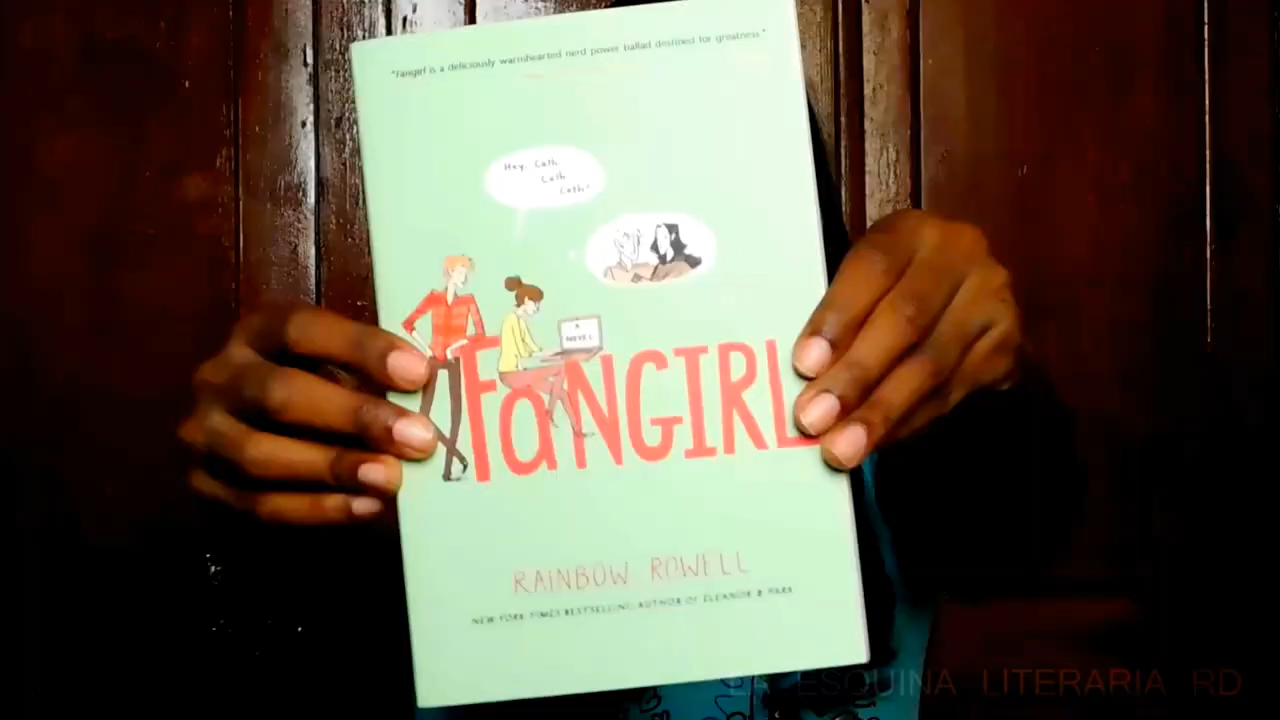 "Fangirl is a deliciously warmhearted nerd power ballad destined for greatness."
Hey, Cath.
Cath.
Cath?
A
NOVEL
FaNGIRL
RAINBOW ROWELL
NEW YORK TIMES BESTSELLING AUTHOR OF ELEANOR & PARK
LA ESQUINA LITERARIA RD